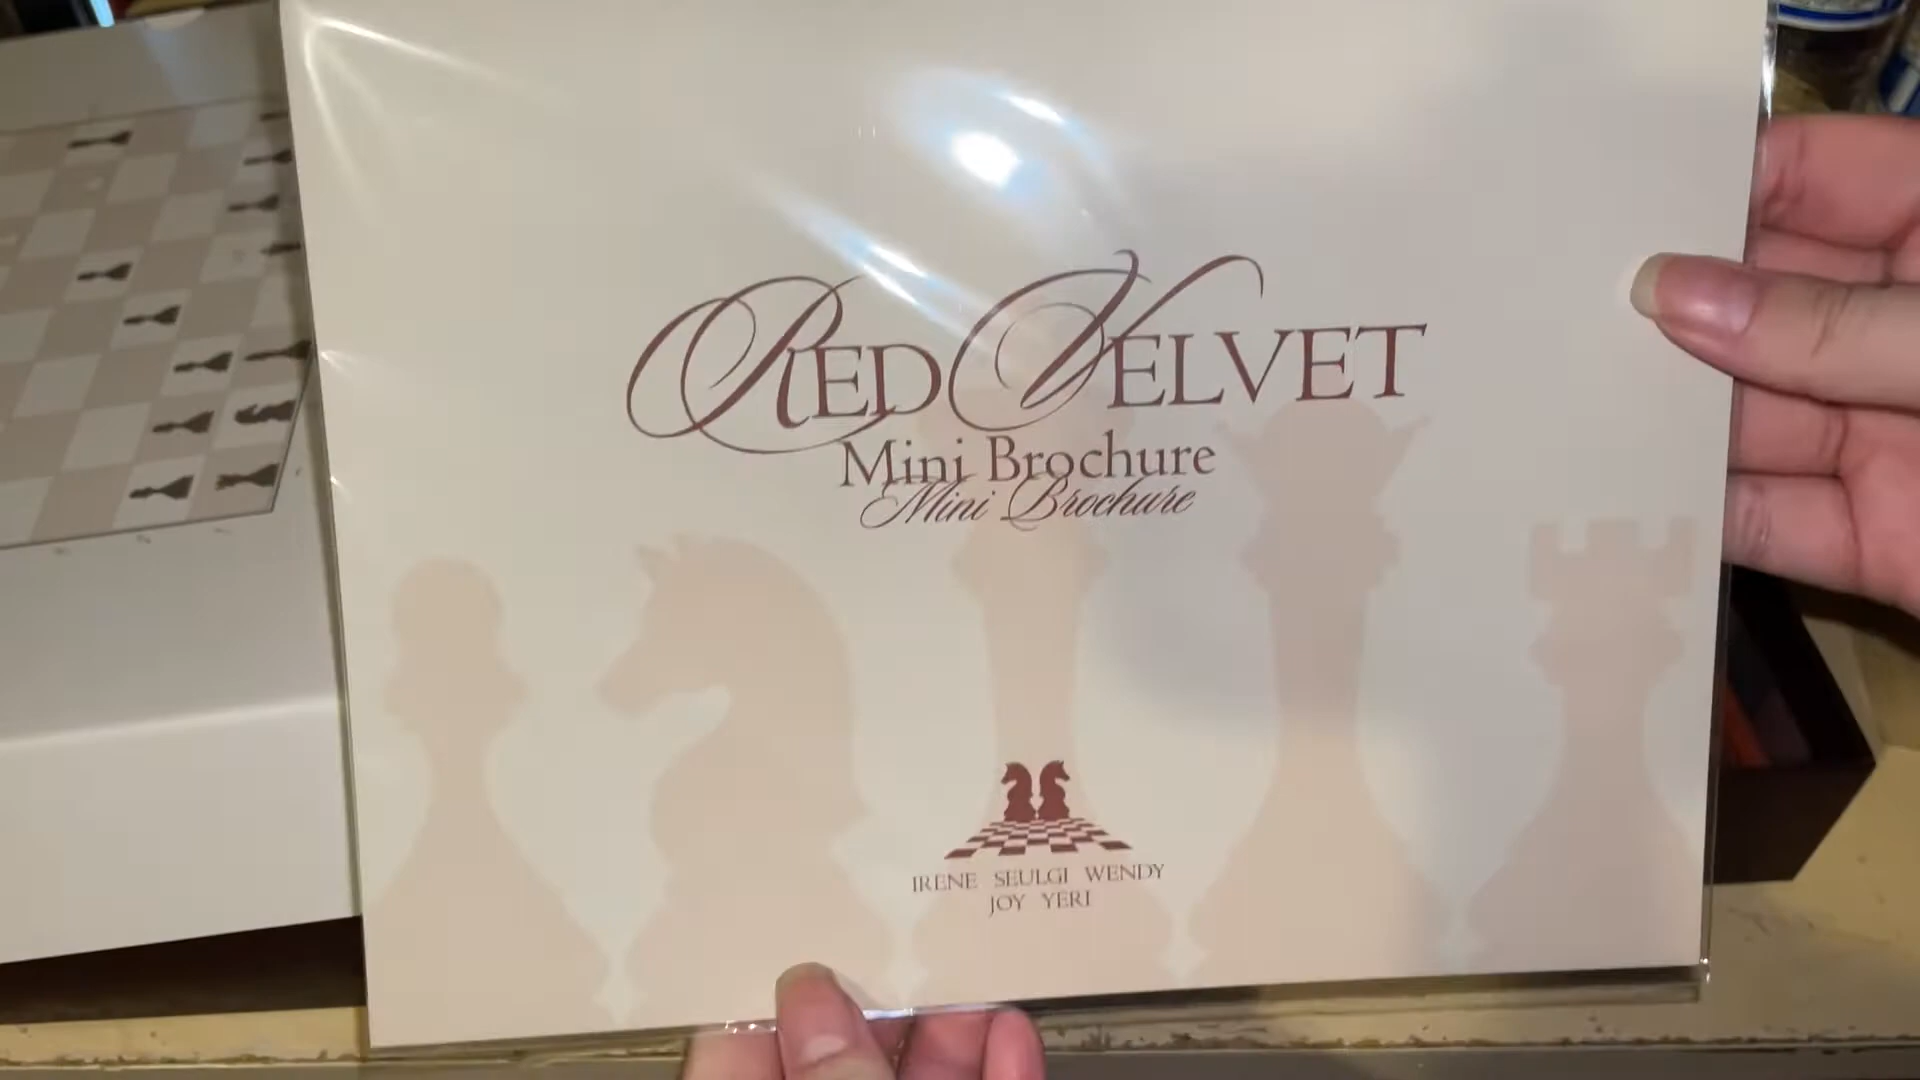 RED VELVET
Mini Brochure
Mini Brochure
IRENE SEULGI WENDY
JOY YERI